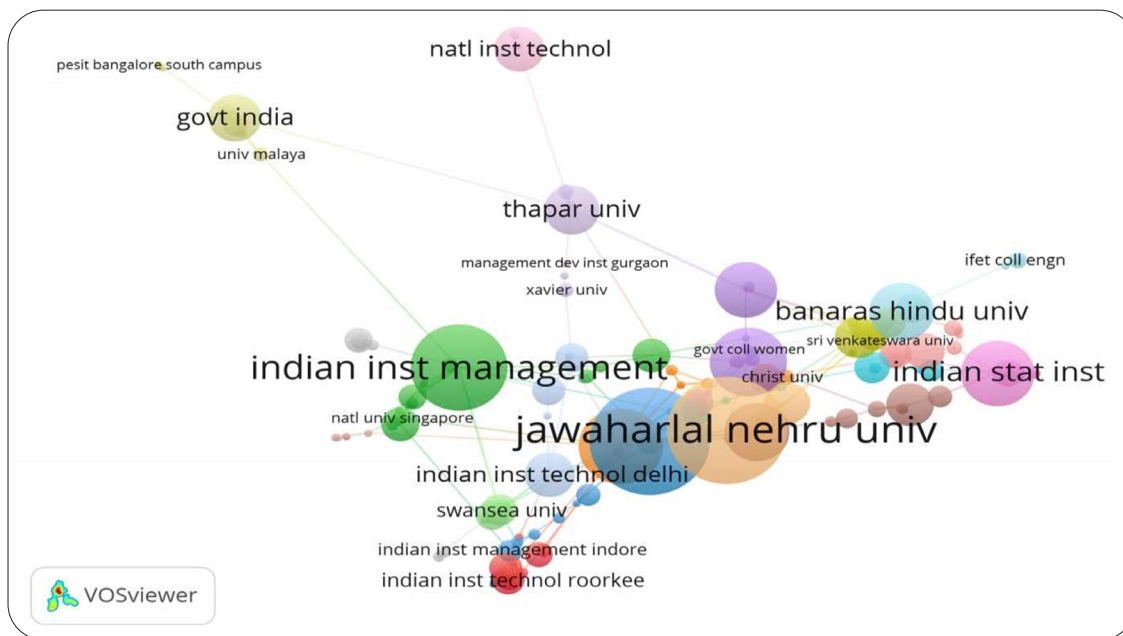 natl inst technol
pesit bangalore south campus
govt india
univ malaya
thapar univ
management dev inst gurgaon
ifet coll engn
xavier univ
banaras hindu univ
govt coll women
sri venkateswara univ
indian inst management
christ univ
indian stat inst
natl univ singapore
jawaharlal nehru univ
indian inst technol delhi
swansea univ
indian inst management indore
indian inst technol roorkee
VOSviewer